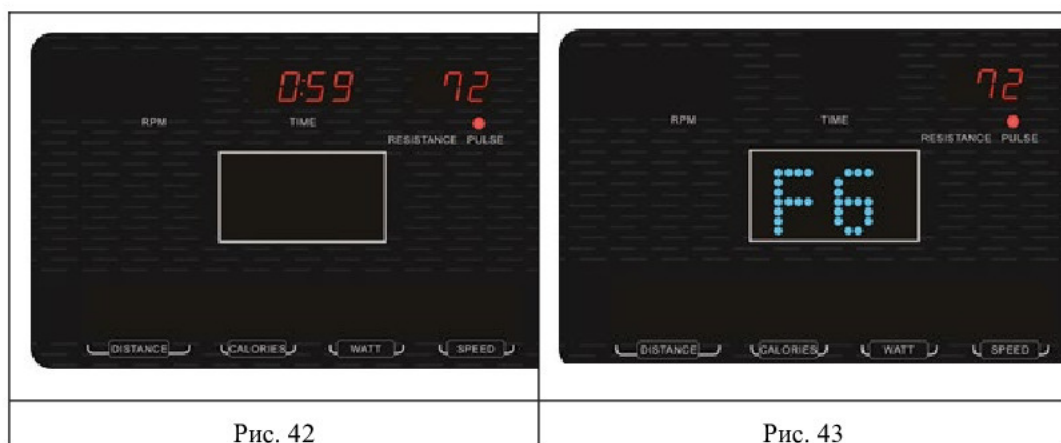 0:59 72
RPM TIME
RESISTANCE PULSE
DISTANCE CALORIES WATT SPEED
Рис. 42
72
RPM TIME
RESISTANCE PULSE
F6
DISTANCE CALORIES WATT SPEED
Рис. 43